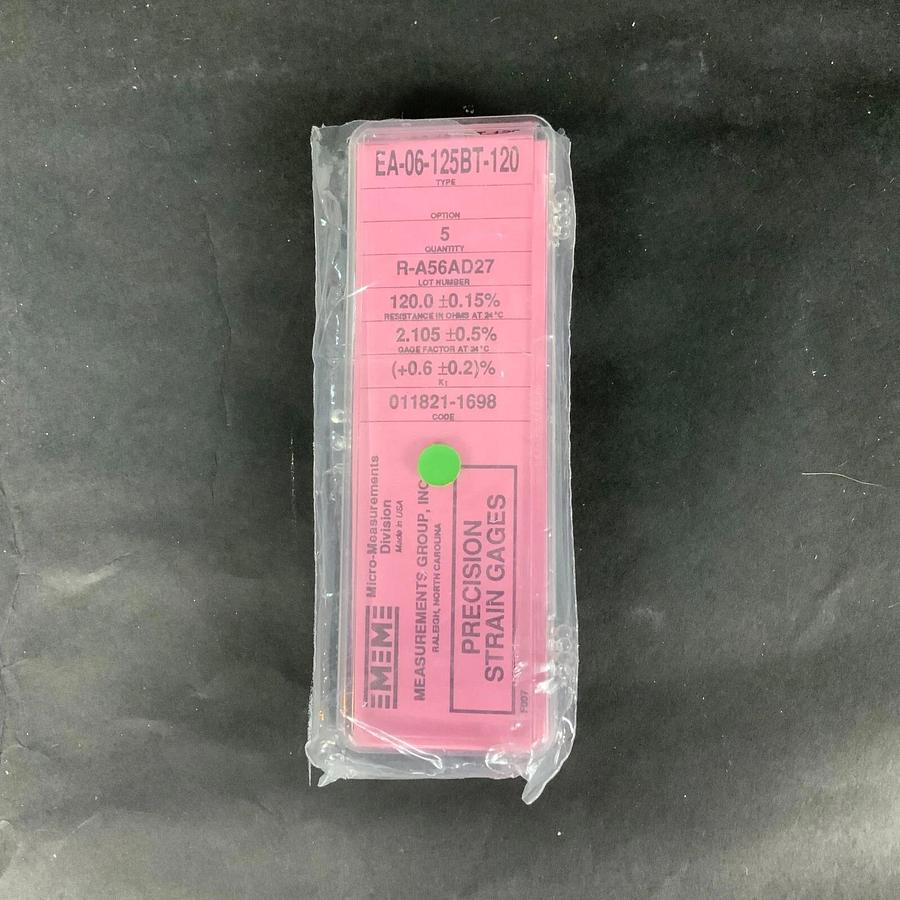 EA-06-125BT-120
TYPE
OPTION
5
QUANTITY
R-A56AD27
LOT NUMBER
120.0 ±0.15%
RESISTANCE IN OHMS AT 24°C
2.105 ±0.5%
GAGE FACTOR AT 24°C
(+0.6 ±0.2)%
Kt
011821-1698
CODE
MM
Micro-Measurements
Division
Made in USA
MEASUREMENTS GROUP, INC
RALEIGH, NORTH CAROLINA
PRECISION
STRAIN GAGES
F007